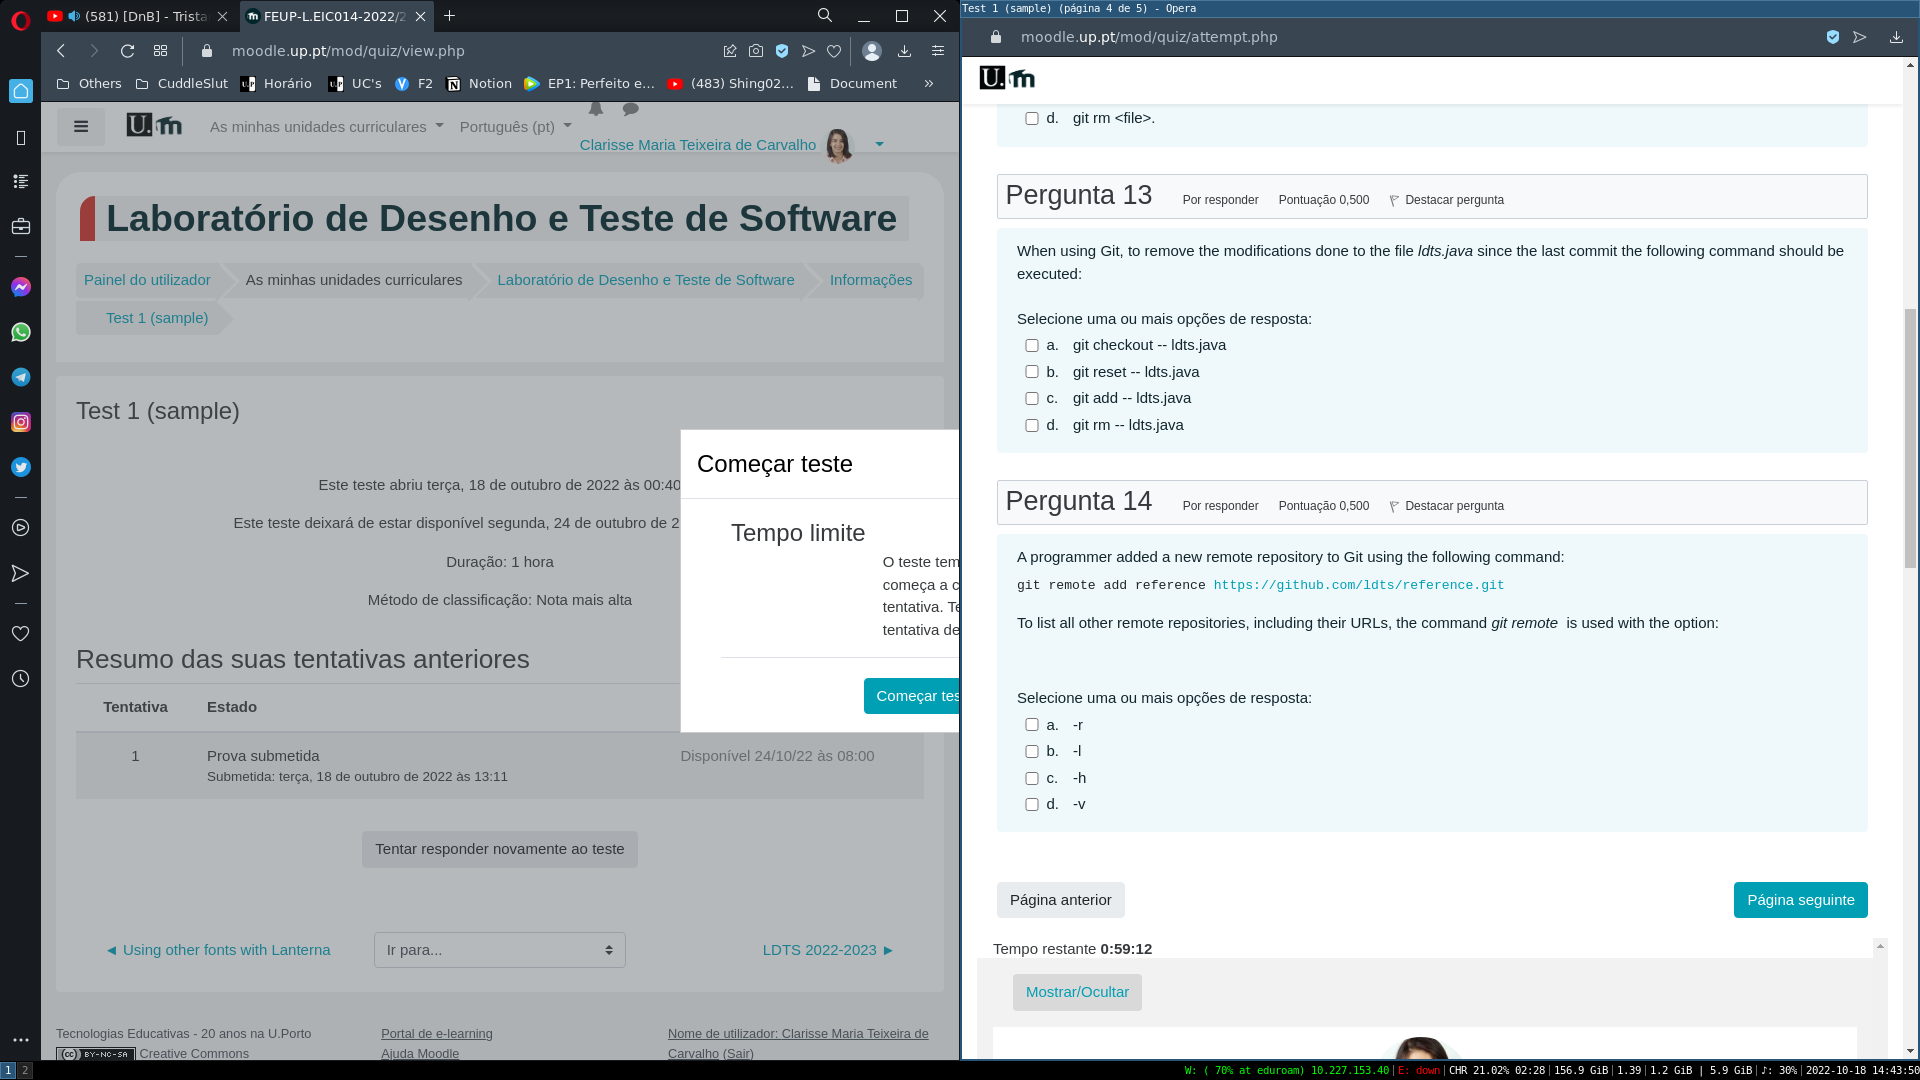 (581) [DnB] - Trista
FEUP-L.EIC014-2022/2
moodle.up.pt/mod/quiz/view.php
Others
CuddleSlut
Horário
UC's
F2
Notion
EP1: Perfeito e...
(483) Shing02...
Document
»
U.m
As minhas unidades curriculares
Português (pt)
Clarisse Maria Teixeira de Carvalho
Laboratório de Desenho e Teste de Software
Painel do utilizador
As minhas unidades curriculares
Laboratório de Desenho e Teste de Software
Informações
Test 1 (sample)
Test 1 (sample)
Este teste abriu terça, 18 de outubro de 2022 às 00:40
Este teste deixará de estar disponível segunda, 24 de outubro de 2
Duração: 1 hora
Método de classificação: Nota mais alta
Resumo das suas tentativas anteriores
Tentativa Estado
1 Prova submetida Disponível 24/10/22 às 08:00
Submetida: terça, 18 de outubro de 2022 às 13:11
Tentar responder novamente ao teste
◄ Using other fonts with Lanterna
Ir para...
LDTS 2022-2023 ►
Tecnologias Educativas - 20 anos na U.Porto
BY-NC-SA Creative Commons
Portal de e-learning
Ajuda Moodle
Nome de utilizador: Clarisse Maria Teixeira de
Carvalho (Sair)
Começar teste
Tempo limite
O teste tem
começa a c
tentativa. Te
tentativa de
Começar tes
Test 1 (sample) (página 4 de 5) - Opera
moodle.up.pt/mod/quiz/attempt.php
U.m
d. git rm <file>.
Pergunta 13 Por responder Pontuação 0,500 Destacar pergunta
When using Git, to remove the modifications done to the file ldts.java since the last commit the following command should be
executed:
Selecione uma ou mais opções de resposta:
a. git checkout -- ldts.java
b. git reset -- ldts.java
c. git add -- ldts.java
d. git rm -- ldts.java
Pergunta 14 Por responder Pontuação 0,500 Destacar pergunta
A programmer added a new remote repository to Git using the following command:
git remote add reference https://github.com/ldts/reference.git
To list all other remote repositories, including their URLs, the command git remote is used with the option:
Selecione uma ou mais opções de resposta:
a. -r
b. -l
c. -h
d. -v
Página anterior
Página seguinte
Tempo restante 0:59:12
Mostrar/Ocultar
1 2
W: ( 70% at eduroam) 10.227.153.40|E: down|CHR 21.02% 02:28|156.9 GiB|1.39|1.2 GiB | 5.9 GiB|♪: 30%|2022-10-18 14:43:50